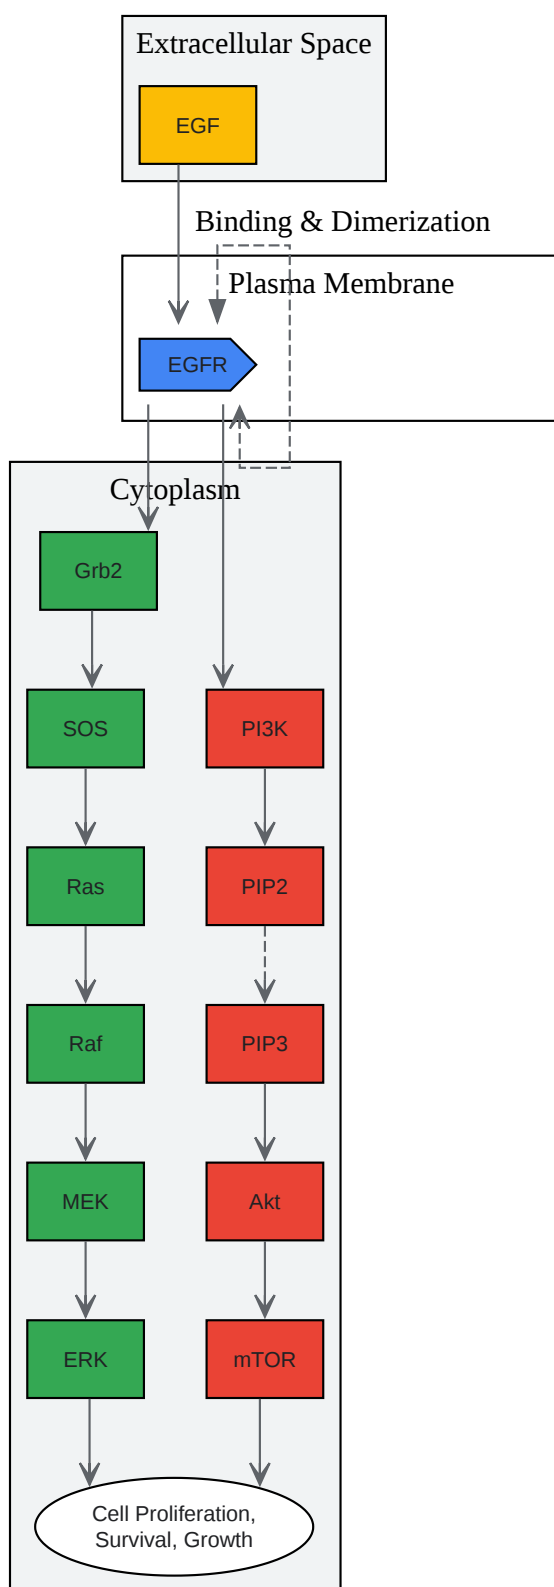 Extracellular Space
EGF
Binding & Dimerization
Plasma Membrane
EGFR
Cytoplasm
Grb2
SOS
PI3K
Ras
PIP2
Raf
PIP3
MEK
Akt
ERK
mTOR
Cell Proliferation,
Survival, Growth